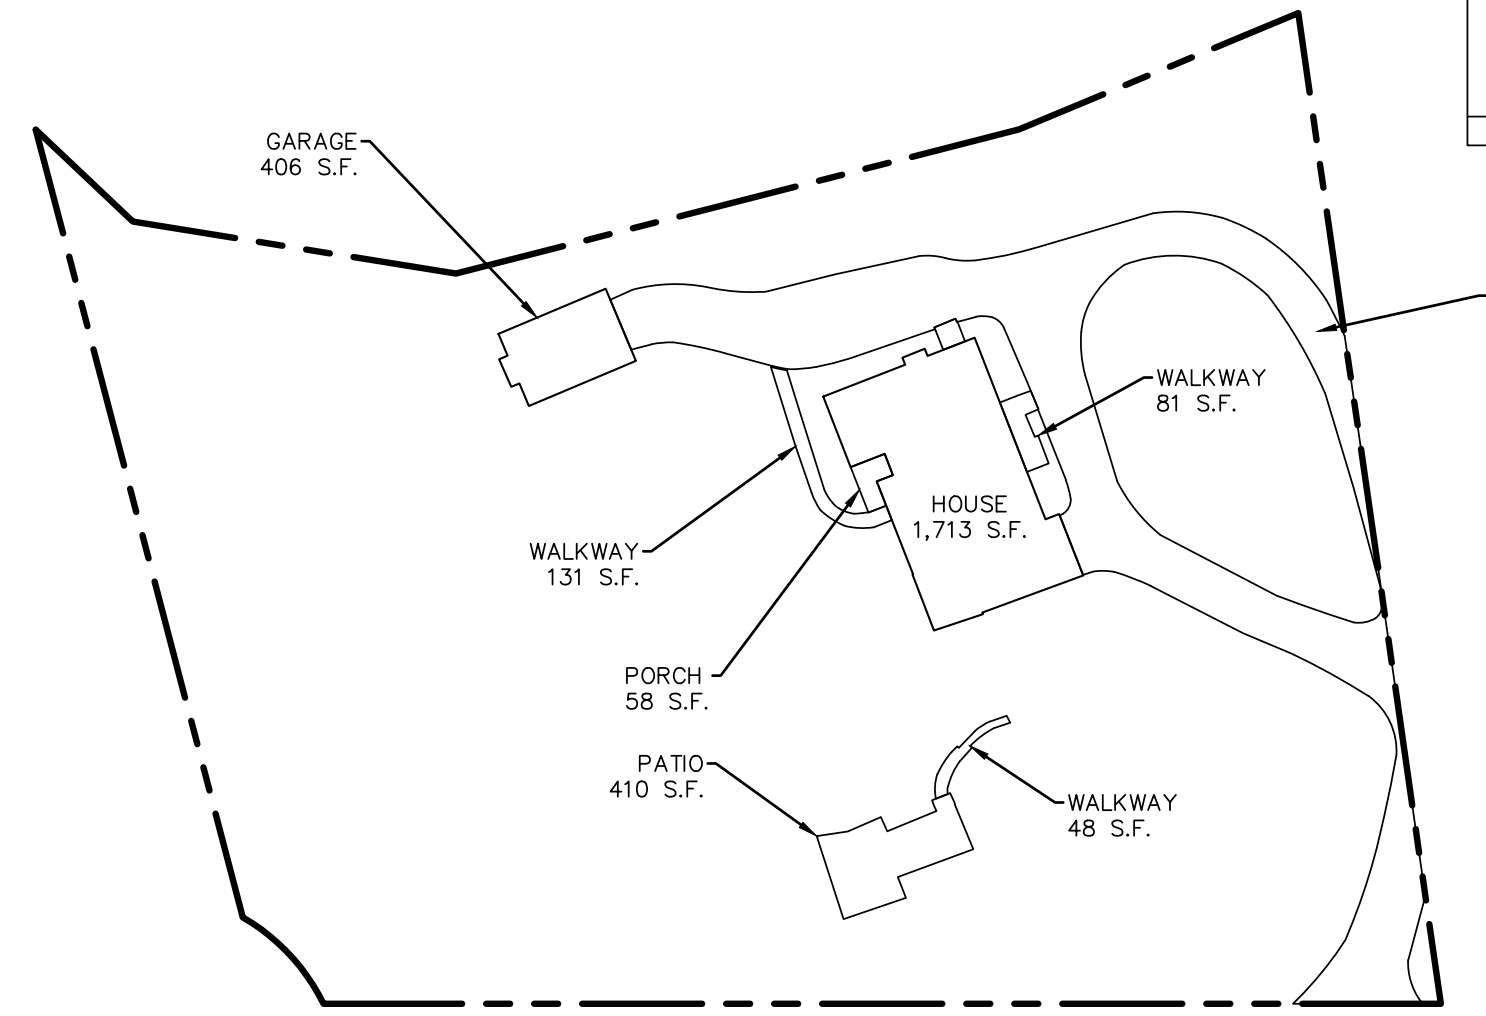 GARAGE
406 S.F.
WALKWAY
81 S.F.
HOUSE
1,713 S.F.
WALKWAY
131 S.F.
PORCH
58 S.F.
PATIO
410 S.F.
WALKWAY
48 S.F.